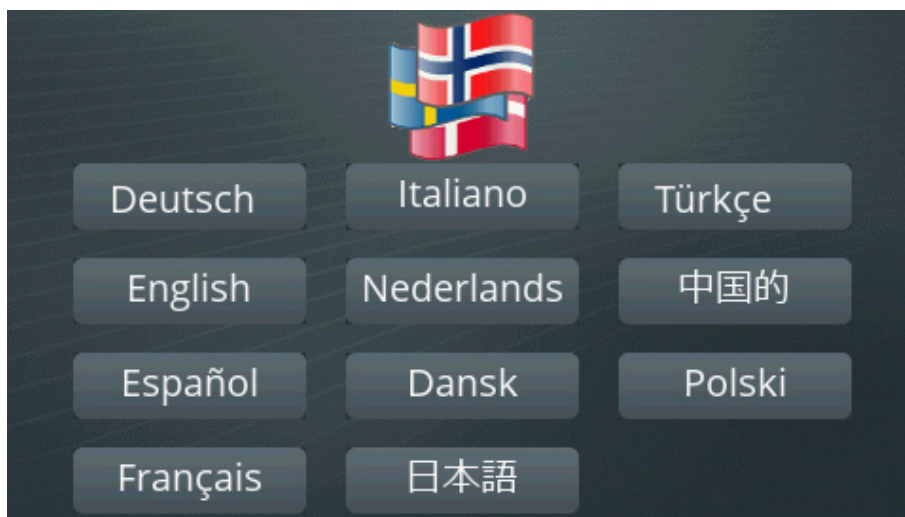 Deutsch
Italiano
Türkçe
English
Nederlands
中国的
Español
Dansk
Polski
Français
日本語